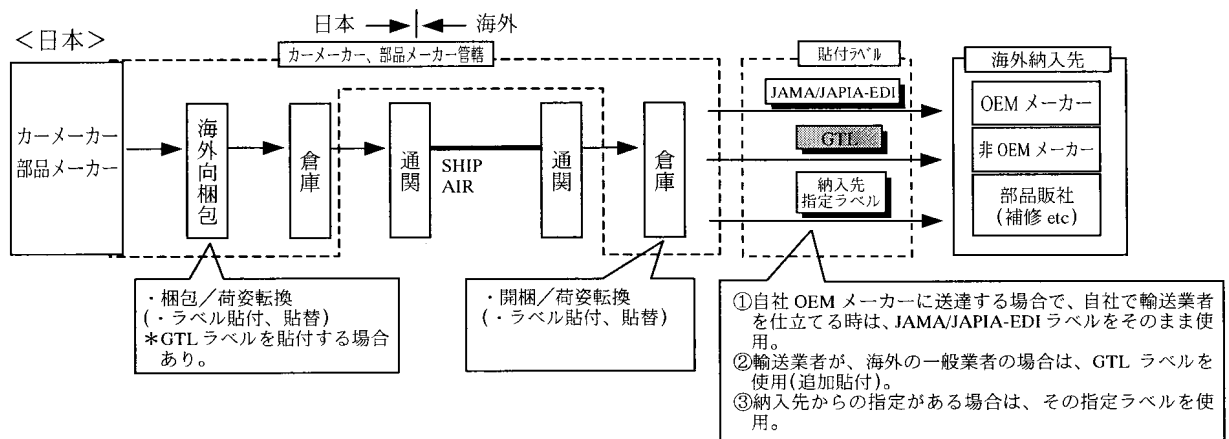 日本 海外
<日本>
カーメーカー、部品メーカー管轄
貼付ラベル
海外納入先
カーメーカー
部品メーカー
海外向梱包
倉庫
通関
SHIP
AIR
通関
倉庫
JAMA/JAPIA-EDI
GTL
納入先
指定ラベル
OEM メーカー
非 OEM メーカー
部品販社
(補修 etc)
・梱包／荷姿転換
(・ラベル貼付、貼替)
＊GTL ラベルを貼付する場合
あり。
・開梱／荷姿転換
(・ラベル貼付、貼替)
①自社 OEM メーカーに送達する場合で、自社で輸送業者
を仕立てる時は、JAMA/JAPIA-EDI ラベルをそのまま使
用。
②輸送業者が、海外の一般業者の場合は、GTL ラベルを
使用(追加貼付)。
③納入先からの指定がある場合は、その指定ラベルを使
用。